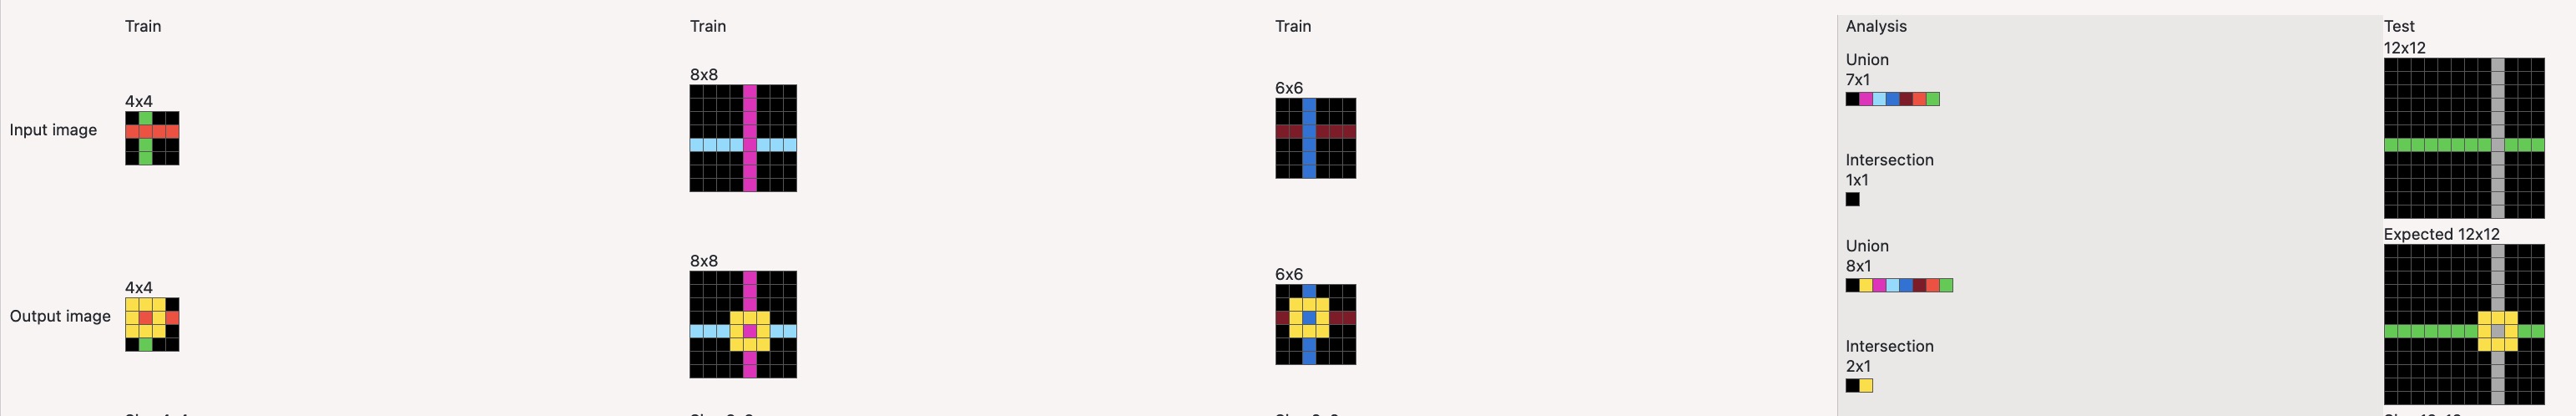 Train
Train
Train
Analysis
Test
12x12
Union
8x8
7x1
6x6
4x4
Input image
Intersection
1x1
Expected 12x12
Union
8x8
8x1
6x6
4x4
Output image
Intersection
2x1